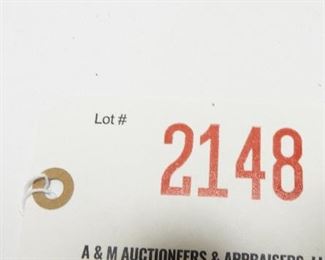 Lot #
2148
A & M AUCTIONEERS & APPRAISERS,